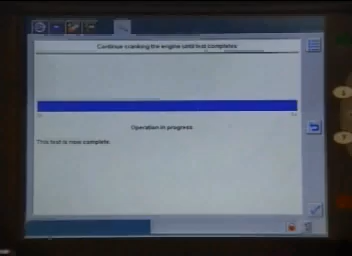 Continue cranking the engine until test completes
Operation in progress
This test is now complete